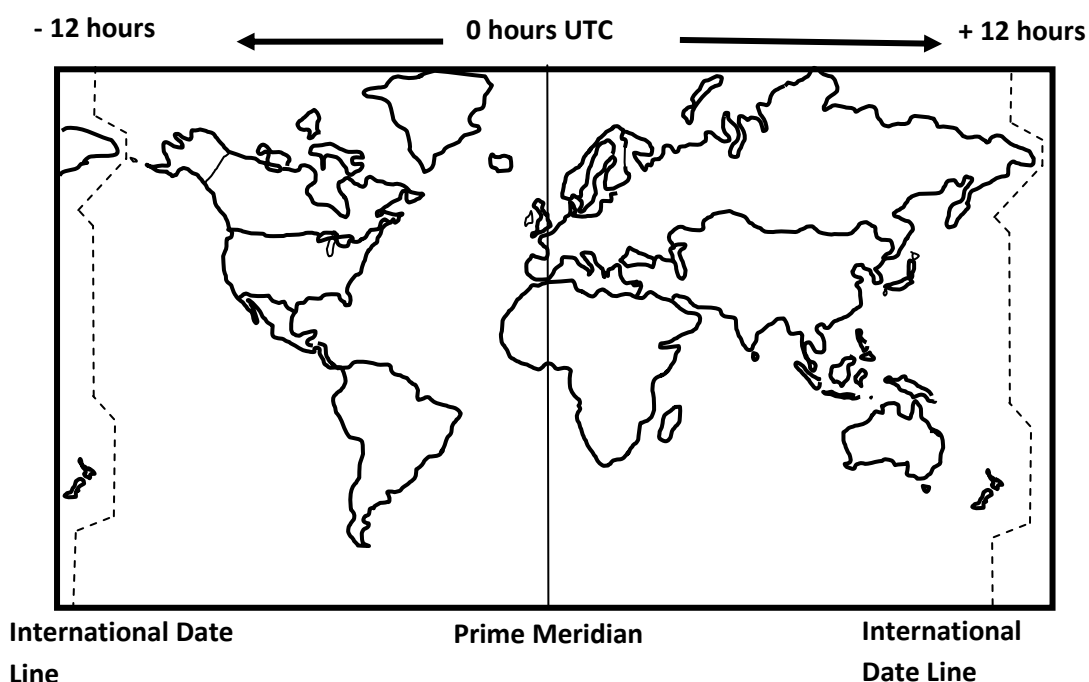 - 12 hours
0 hours UTC
+ 12 hours
International Date
Line
Prime Meridian
International
Date Line